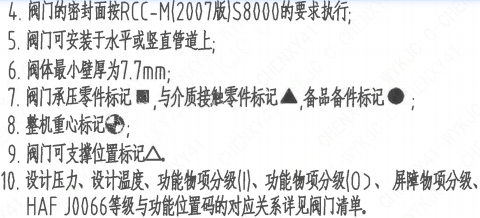 4. 阀门的密封面按RCC-M(2007版)S8000的要求执行;
5. 阀门可安装于水平或竖直管道上;
6. 阀体最小壁厚为7.7mm;
7. 阀门承压零件标记■,与介质接触零件标记▲,备品备件标记●;
8. 整机重心标记;
9. 阀门可支撑位置标记△.
10. 设计压力、设计温度、功能物项分级(I)、功能物项分级(O)、屏障物项分级、
HAF J0066等级与功能位置码的对应关系详见阀门清单.